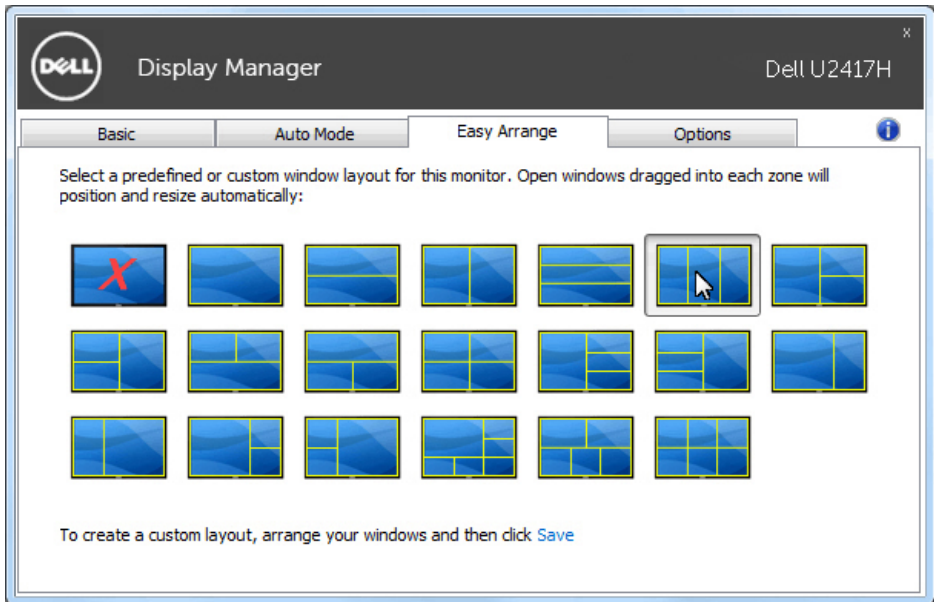 x
DELL
Display Manager
Dell U2417H
Basic
Auto Mode
Easy Arrange
Options
i
Select a predefined or custom window layout for this monitor. Open windows dragged into each zone will
position and resize automatically:
X
To create a custom layout, arrange your windows and then click Save